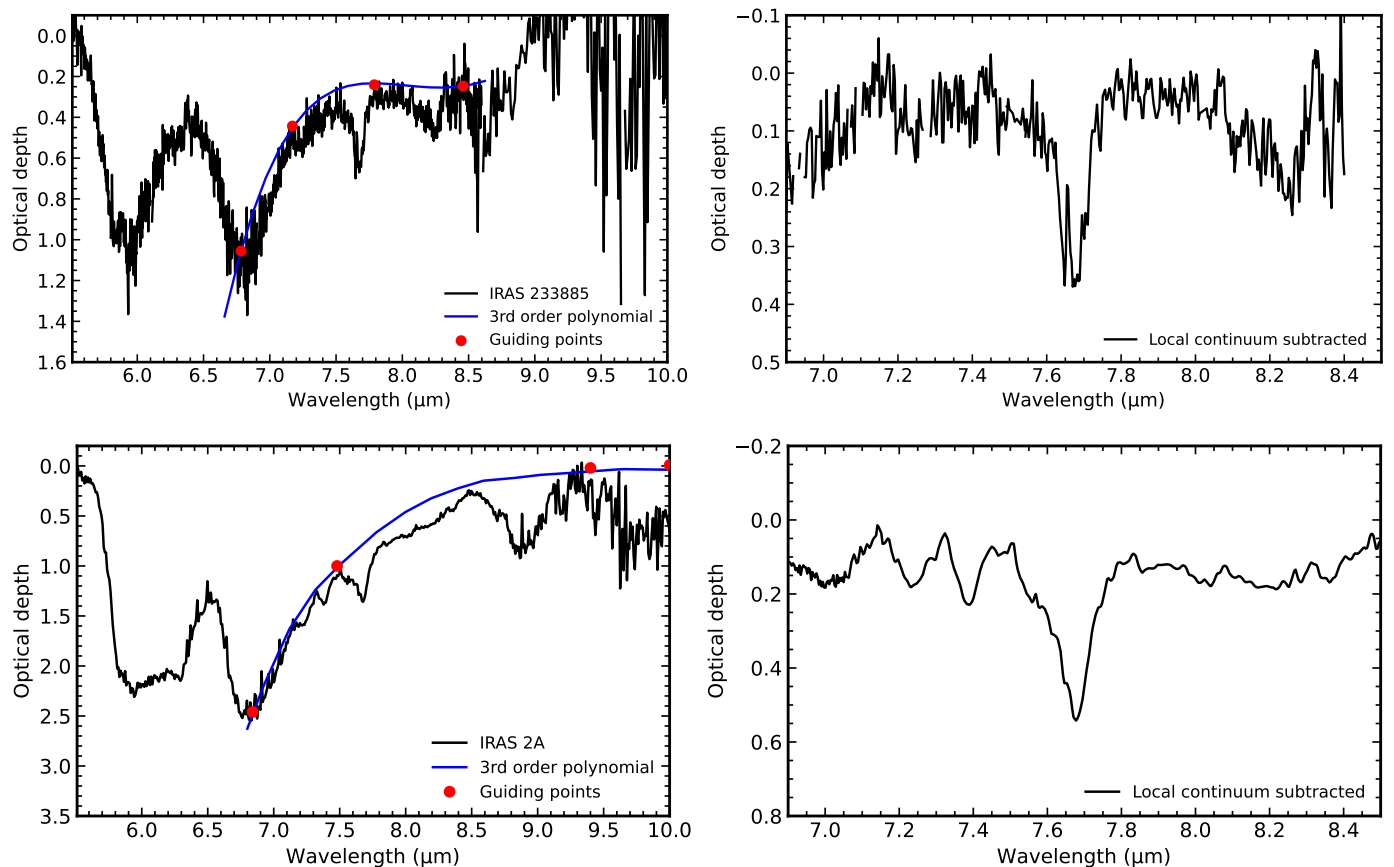 0.0
0.2
0.4
0.6
0.8
1.0
1.2
1.4
1.6
Optical depth
6.0 6.5 7.0 7.5 8.0 8.5 9.0 9.5 10.0
Wavelength (μm)
IRAS 233885
3rd order polynomial
Guiding points
−0.1
0.0
0.1
0.2
0.3
0.4
0.5
Optical depth
7.0 7.2 7.4 7.6 7.8 8.0 8.2 8.4
Wavelength (μm)
Local continuum subtracted
0.0
0.5
1.0
1.5
2.0
2.5
3.0
3.5
Optical depth
6.0 6.5 7.0 7.5 8.0 8.5 9.0 9.5 10.0
Wavelength (μm)
IRAS 2A
3rd order polynomial
Guiding points
−0.2
0.0
0.2
0.4
0.6
0.8
Optical depth
7.0 7.2 7.4 7.6 7.8 8.0 8.2 8.4
Wavelength (μm)
Local continuum subtracted